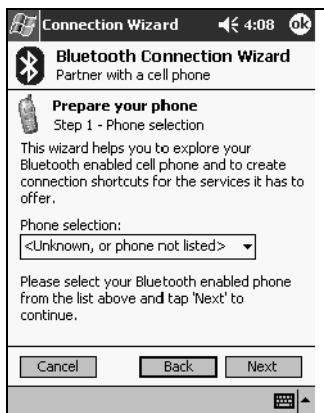 Connection Wizard 4:08 ok
Bluetooth Connection Wizard
Partner with a cell phone
Prepare your phone
Step 1 - Phone selection
This wizard helps you to explore your
Bluetooth enabled cell phone and to create
connection shortcuts for the services it has to
offer.
Phone selection:
<Unknown, or phone not listed>
Please select your Bluetooth enabled phone
from the list above and tap 'Next' to
continue.
Cancel Back Next